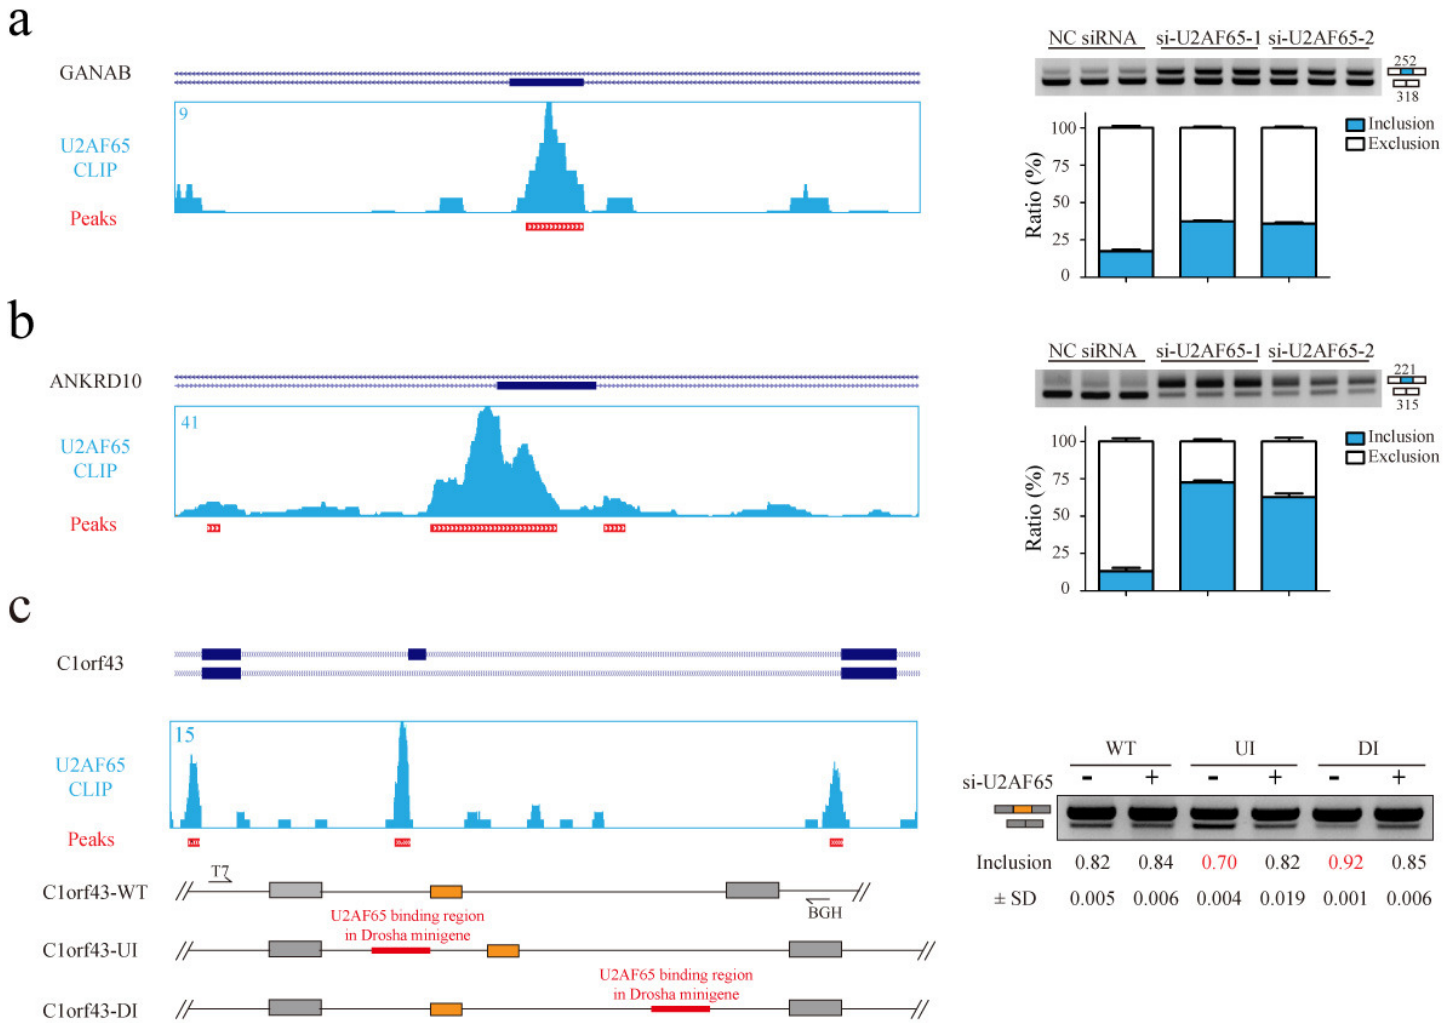 a
NC siRNA si-U2AF65-1 si-U2AF65-2
252
318
GANAB
9
U2AF65
CLIP
Peaks
Inclusion
Exclusion
Ratio (%)
100
75
50
25
0
b
NC siRNA si-U2AF65-1 si-U2AF65-2
221
315
ANKRD10
41
U2AF65
CLIP
Peaks
Inclusion
Exclusion
Ratio (%)
100
75
50
25
0
c
C1orf43
15
U2AF65
CLIP
Peaks
WT UI DI
si-U2AF65 - + - + - +
Inclusion 0.82 0.84 0.70 0.82 0.92 0.85
± SD 0.005 0.006 0.004 0.019 0.001 0.006
T7
C1orf43-WT
BGH
U2AF65 binding region
in Drosha minigene
C1orf43-UI
U2AF65 binding region
in Drosha minigene
C1orf43-DI